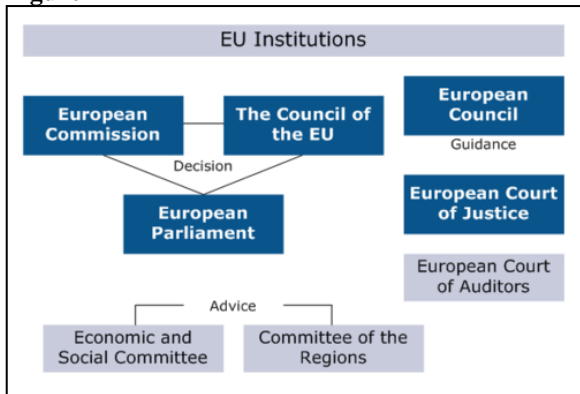 EU Institutions
European
Commission
The Council of
the EU
European
Council
Guidance
Decision
European
Parliament
European Court
of Justice
European Court
of Auditors
Advice
Economic and
Social Committee
Committee of the
Regions